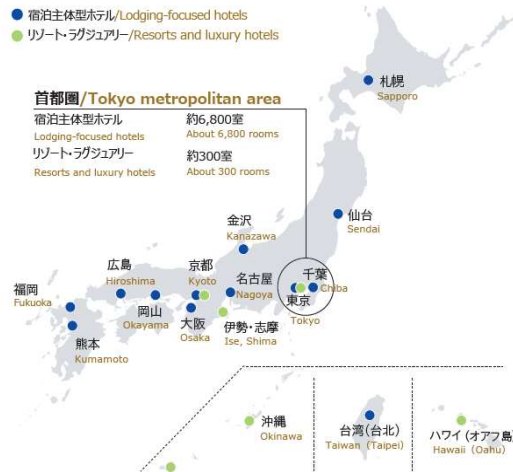 宿泊主体型ホテル/Lodging-focused hotels
リゾート・ラグジュアリー/Resorts and luxury hotels
首都圏/Tokyo metropolitan area
宿泊主体型ホテル 約6,800室
Lodging-focused hotels About 6,800 rooms
リゾート・ラグジュアリー 約300室
Resorts and luxury hotels About 300 rooms
札幌
Sapporo
仙台
Sendai
金沢
Kanazawa
広島
Hiroshima
京都
Kyoto
名古屋
Nagoya
千葉
Chiba
東京
Tokyo
福岡
Fukuoka
岡山
Okayama
大阪
Osaka
伊勢・志摩
Ise, Shima
熊本
Kumamoto
沖縄
Okinawa
台湾(台北)
Taiwan (Taipei)
ハワイ(オアフ島)
Hawaii (Oahu)